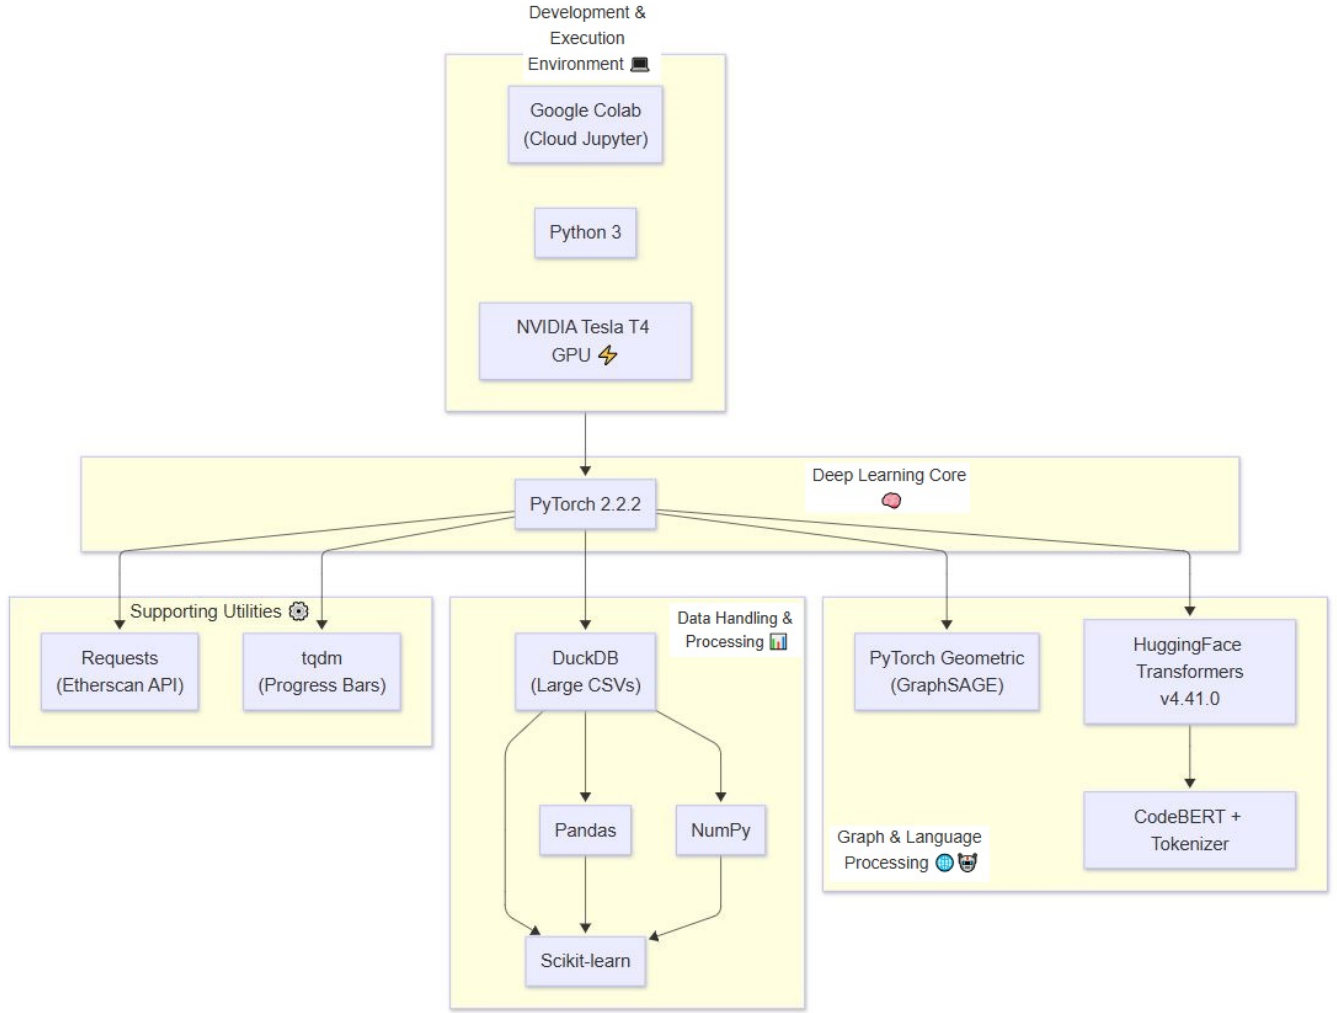 Development &
Execution
Environment 💻
Google Colab
(Cloud Jupyter)
Python 3
NVIDIA Tesla T4
GPU ⚡
Deep Learning Core
🧠
PyTorch 2.2.2
Supporting Utilities ⚙️
Requests
(Etherscan API)
tqdm
(Progress Bars)
Data Handling &
Processing 📊
DuckDB
(Large CSVs)
Pandas
NumPy
Scikit-learn
PyTorch Geometric
(GraphSAGE)
HuggingFace
Transformers
v4.41.0
CodeBERT +
Tokenizer
Graph & Language
Processing 🌐🤖